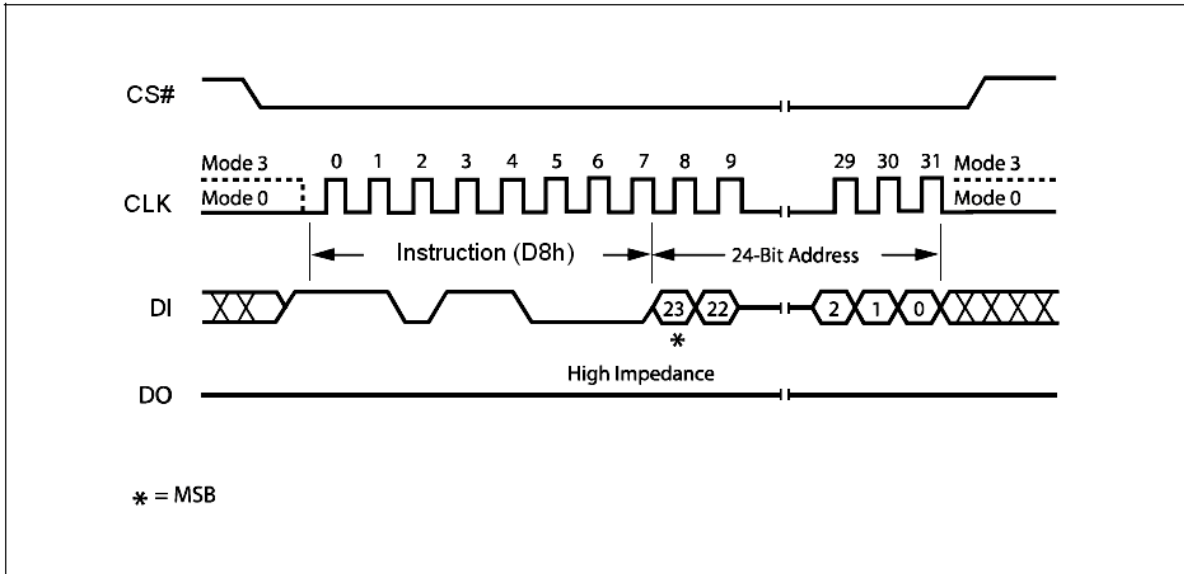 CS#
Mode 3 0 1 2 3 4 5 6 7 8 9 29 30 31 Mode 3
CLK Mode 0 Mode 0
Instruction (D8h) 24-Bit Address
DI 23 22 2 1 0
*
High Impedance
DO
* = MSB